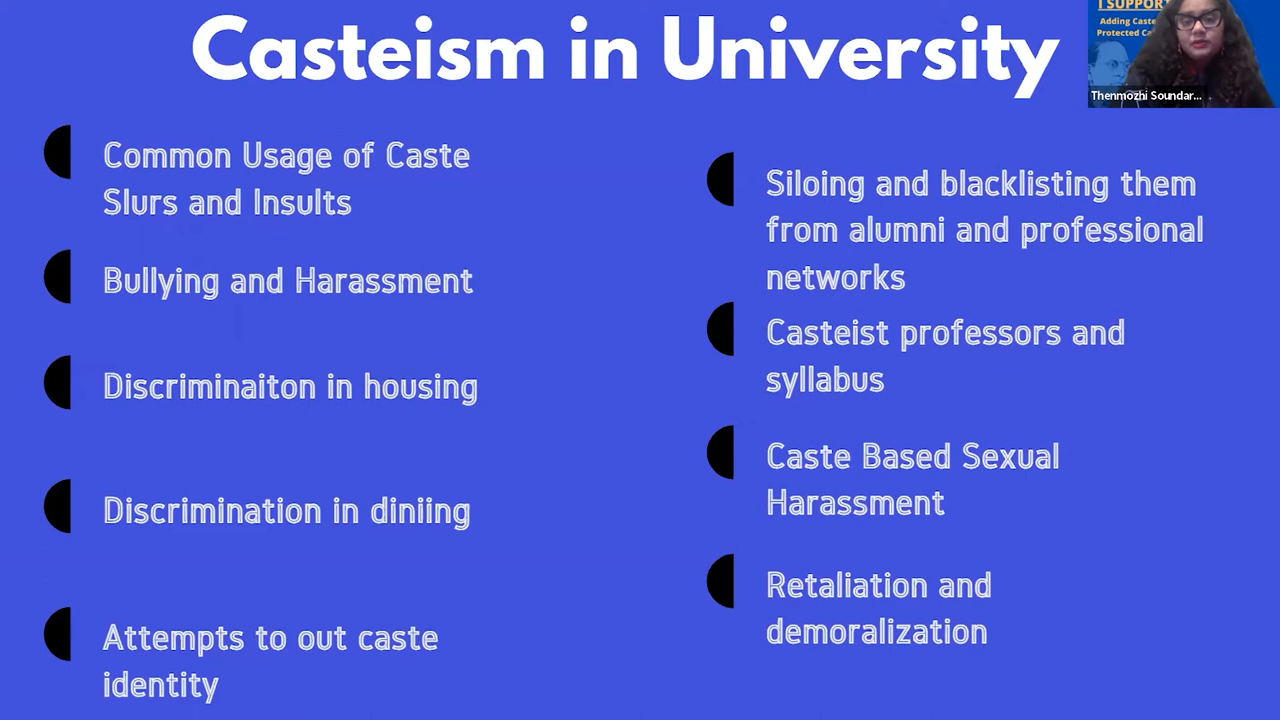 Casteism in University
I SUPPORT
Adding Caste
Protected Ca
Thenmozhi Soundar...
Common Usage of Caste
Slurs and Insults
Bullying and Harassment
Discriminaiton in housing
Discrimination in diniing
Attempts to out caste
identity
Siloing and blacklisting them
from alumni and professional
networks
Casteist professors and
syllabus
Caste Based Sexual
Harassment
Retaliation and
demoralization